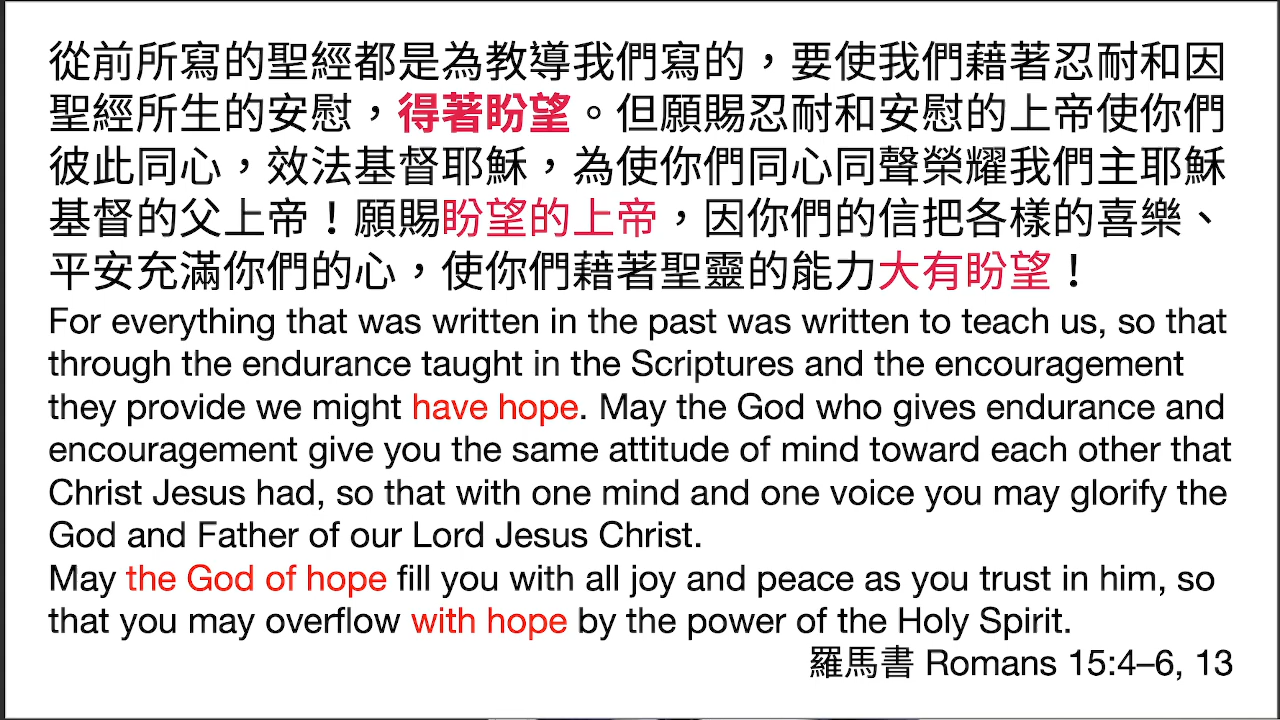 從前所寫的聖經都是為教導我們寫的，要使我們藉著忍耐和因
聖經所生的安慰，得著盼望。但願賜忍耐和安慰的上帝使你們
彼此同心，效法基督耶穌，為使你們同心同聲榮耀我們主耶穌
基督的父上帝！願賜盼望的上帝，因你們的信把各樣的喜樂、
平安充滿你們的心，使你們藉著聖靈的能力大有盼望！
For everything that was written in the past was written to teach us, so that
through the endurance taught in the Scriptures and the encouragement
they provide we might have hope. May the God who gives endurance and
encouragement give you the same attitude of mind toward each other that
Christ Jesus had, so that with one mind and one voice you may glorify the
God and Father of our Lord Jesus Christ.
May the God of hope fill you with all joy and peace as you trust in him, so
that you may overflow with hope by the power of the Holy Spirit.
羅馬書 Romans 15:4–6, 13